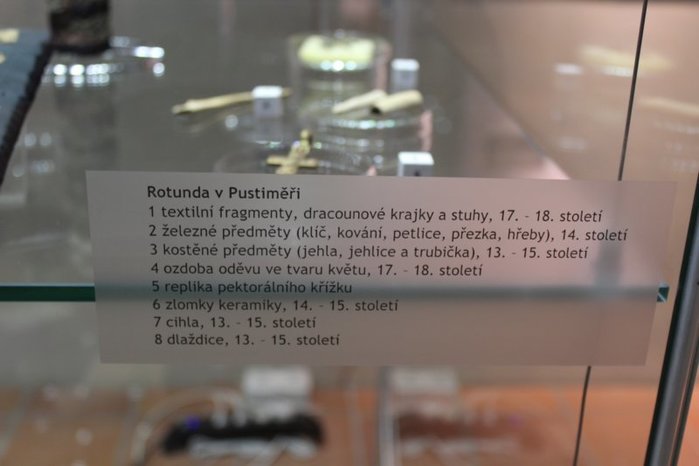 Rotunda v Pustiměři
1 textilní fragmenty, dracounové krajky a stuhy, 17. - 18. století
2 železné předměty (klíč, kování, petlice, přezka, hřeby), 14. století
3 kostěné předměty (jehla, jehlice a trubička), 13. - 15. století
4 ozdoba oděvu ve tvaru květu, 17. - 18. století
5 replika pektorálního křížku
6 zlomky keramiky, 14. - 15. století
7 cihla, 13. - 15. století
8 dlaždice, 13. - 15. století